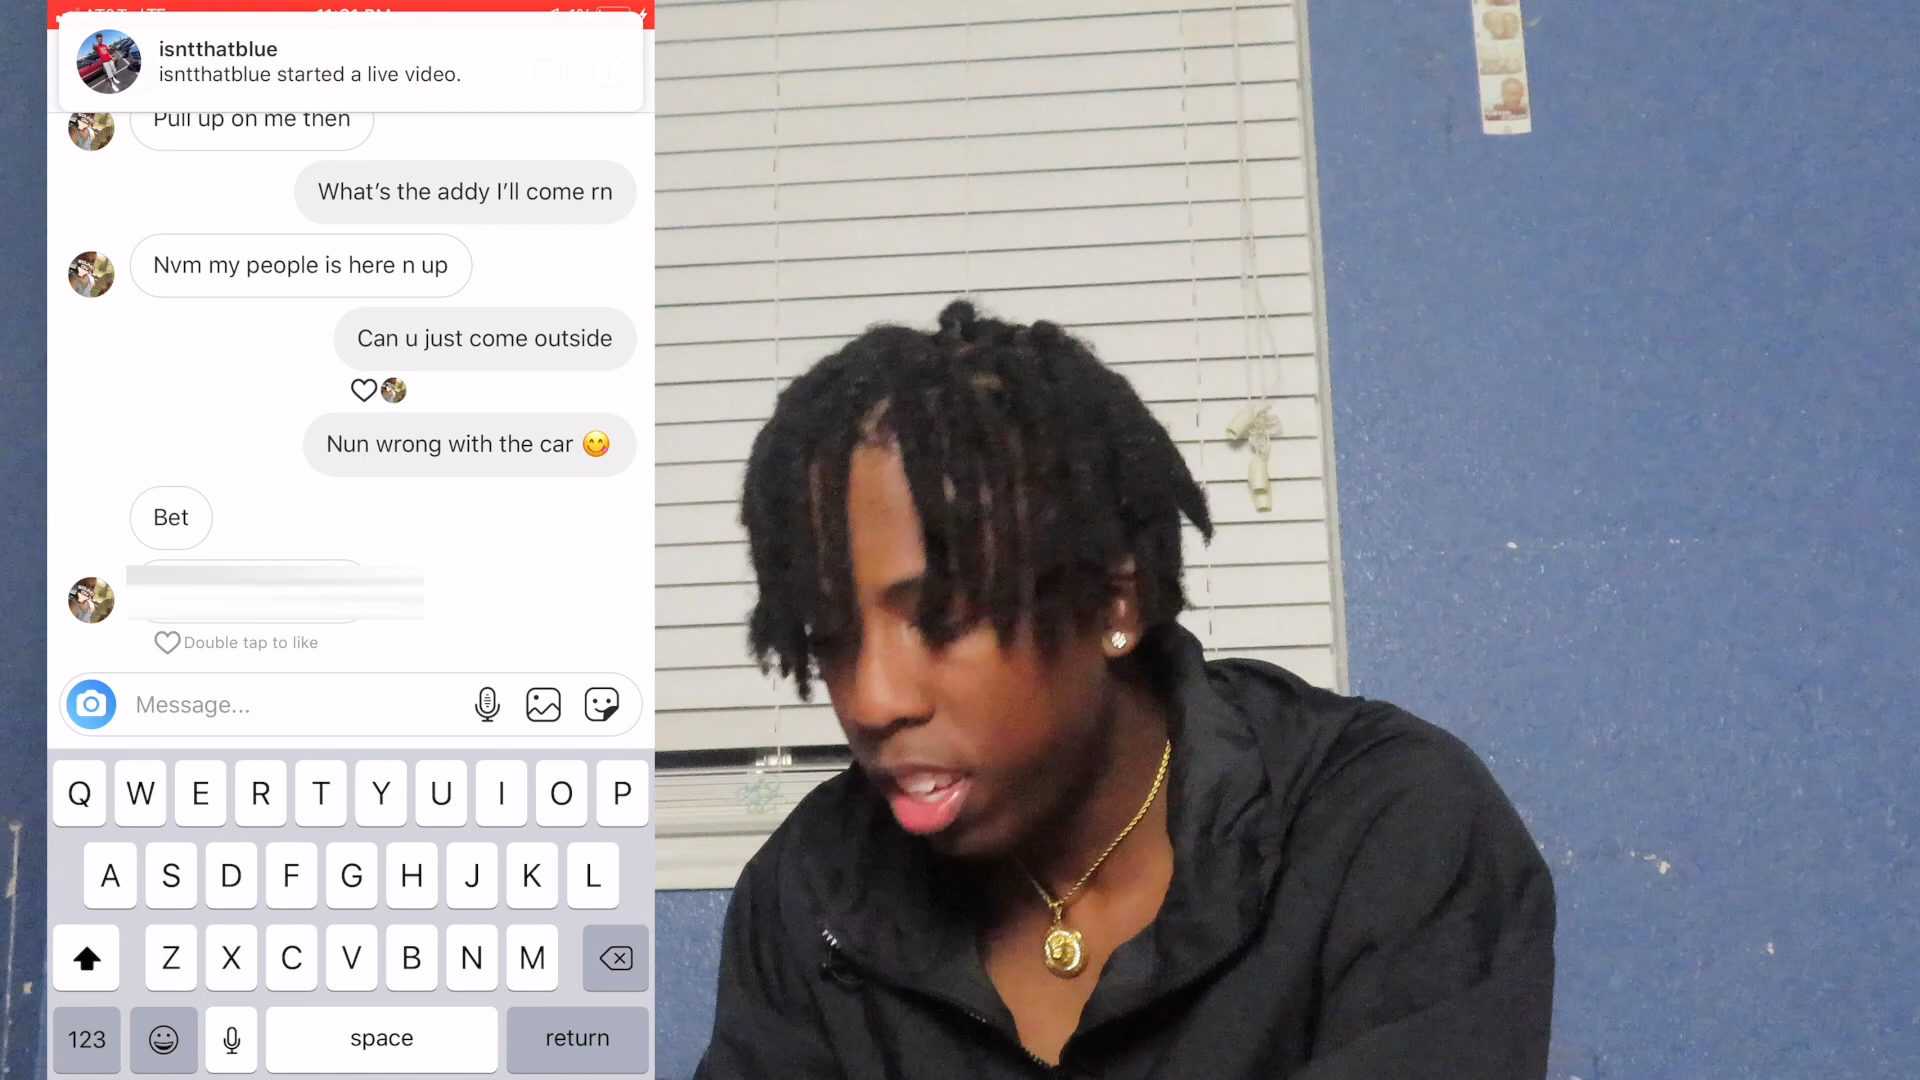 isntthatblue
isntthatblue started a live video.
Pull up on me then
What's the addy I'll come rn
Nvm my people is here n up
Can u just come outside
Nun wrong with the car 😋
Bet
Double tap to like
Message...
Q W E R T Y U I O P
A S D F G H J K L
Z X C V B N M
123 space return